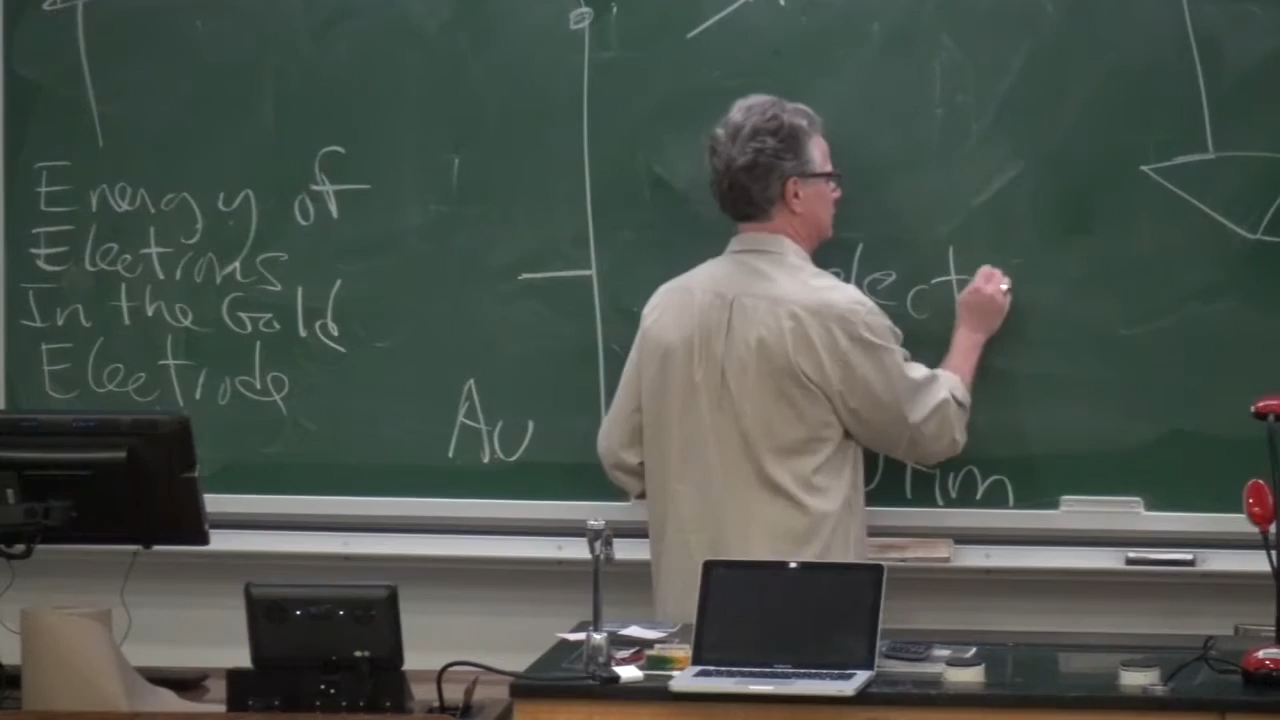 Energy of
Electrons
In the Gold
Electrode
Au
elect